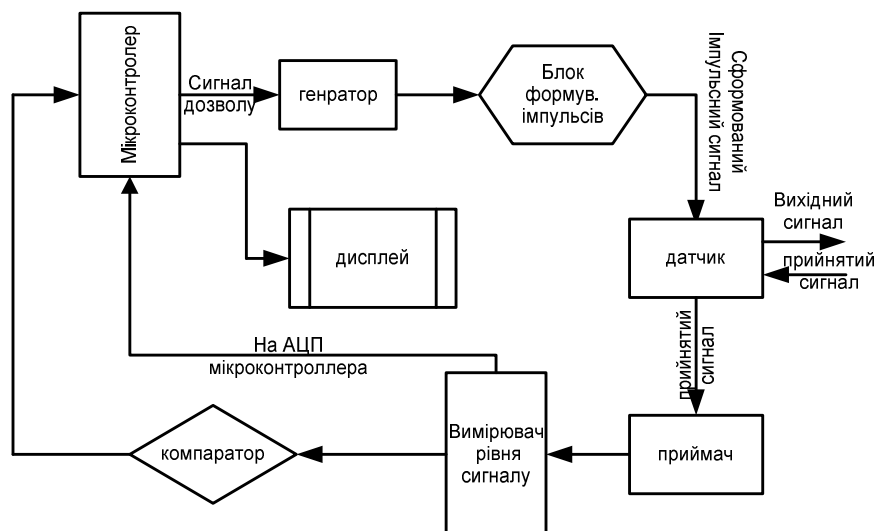 Мікроконтролер
Сигнал
дозволу
генратор
Блок
формув.
імпульсів
Сформований
Імпульсний сигнал
Вихідний
сигнал
датчик
прийнятий
сигнал
дисплей
прийнятий
сигнал
На АЦП
мікроконтроллера
компаратор
Вимірювач
рівня
сигналу
приймач